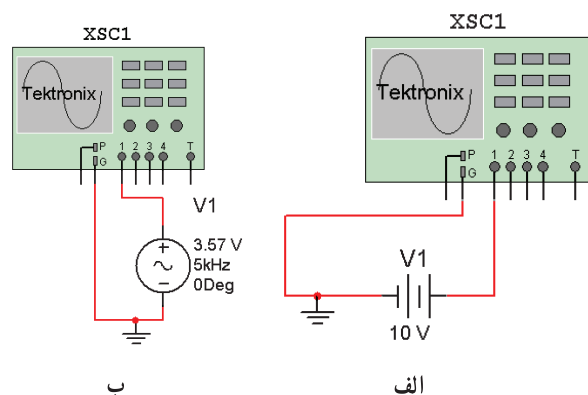 XSC1
Tektronix
P
G
1 2 3 4 T
V1
3.57 V
5kHz
0Deg
ب
XSC1
Tektronix
P
G
1 2 3 4 T
V1
10 V
الف